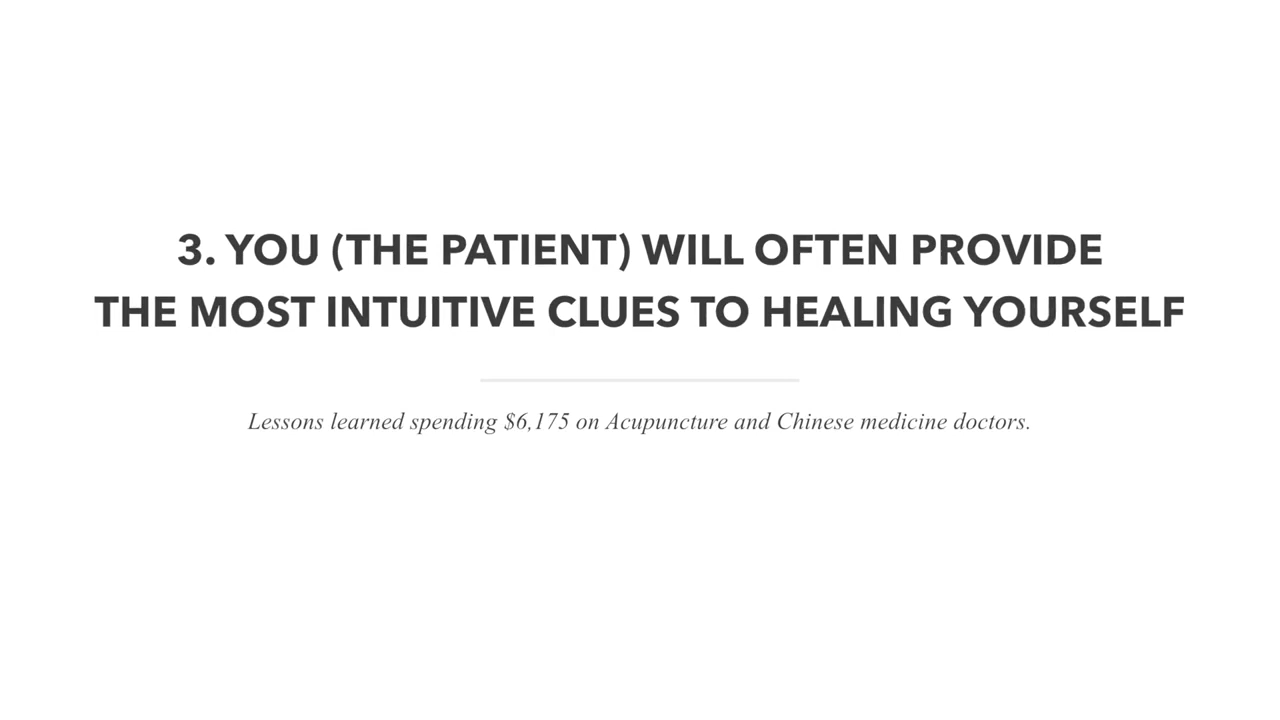 3. YOU (THE PATIENT) WILL OFTEN PROVIDE
THE MOST INTUITIVE CLUES TO HEALING YOURSELF
Lessons learned spending $6,175 on Acupuncture and Chinese medicine doctors.